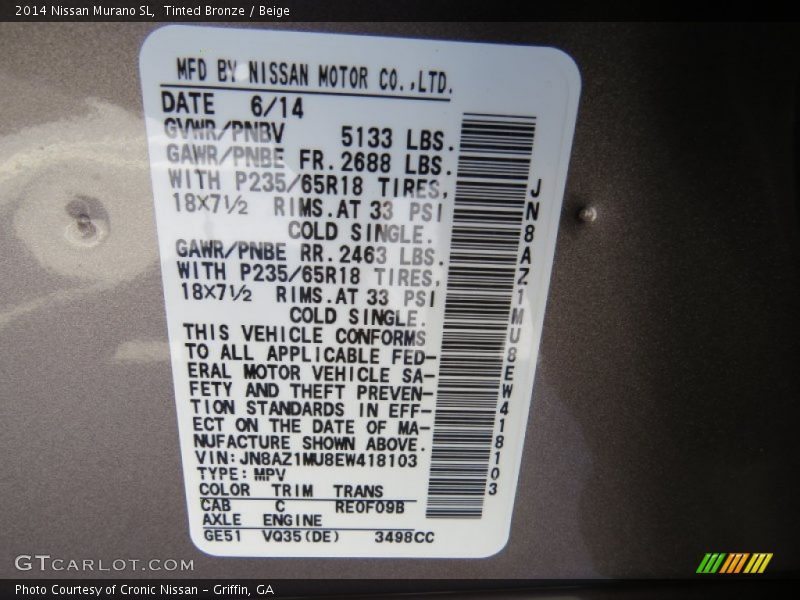 2014 Nissan Murano SL,  Tinted Bronze / Beige
MFD BY NISSAN MOTOR CO.,LTD.
DATE 6/14
GVWR/PNBV 5133 LBS.
GAWR/PNBE FR. 2688 LBS.
WITH P235/65R18 TIRES,
18X7½ RIMS.AT 33 PSI
COLD SINGLE.
GAWR/PNBE RR. 2463 LBS.
WITH P235/65R18 TIRES,
18X7½ RIMS.AT 33 PSI
COLD SINGLE.
THIS VEHICLE CONFORMS
TO ALL APPLICABLE FED-
ERAL MOTOR VEHICLE SA-
FETY AND THEFT PREVEN-
TION STANDARDS IN EFF-
ECT ON THE DATE OF MA-
NUFACTURE SHOWN ABOVE.
VIN: JN8AZ1MU8EW418103
TYPE: MPV
COLOR TRIM TRANS
CAB C RE0F09B
AXLE ENGINE
GE51 VQ35(DE) 3498CC
JN8AZ1MU8EW418103
GTCARLOT.COM
Photo Courtesy of Cronic Nissan - Griffin, GA